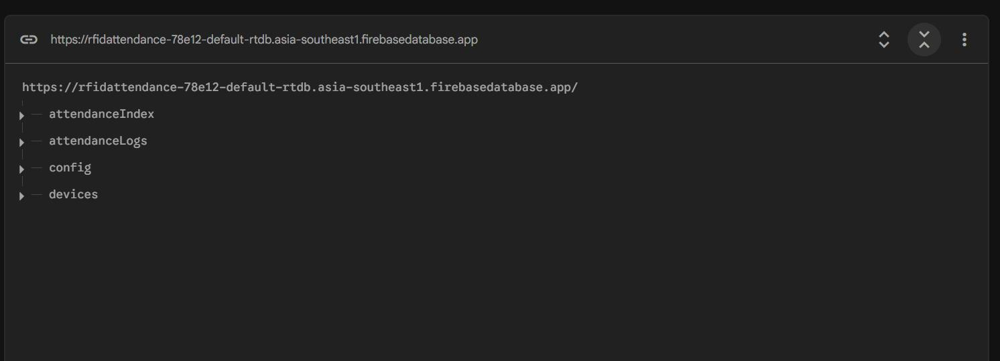 https://rfidattendance-78e12-default-rtdb.asia-southeast1.firebasedatabase.app
https://rfidattendance-78e12-default-rtdb.asia-southeast1.firebasedatabase.app/
attendanceIndex
attendanceLogs
config
devices